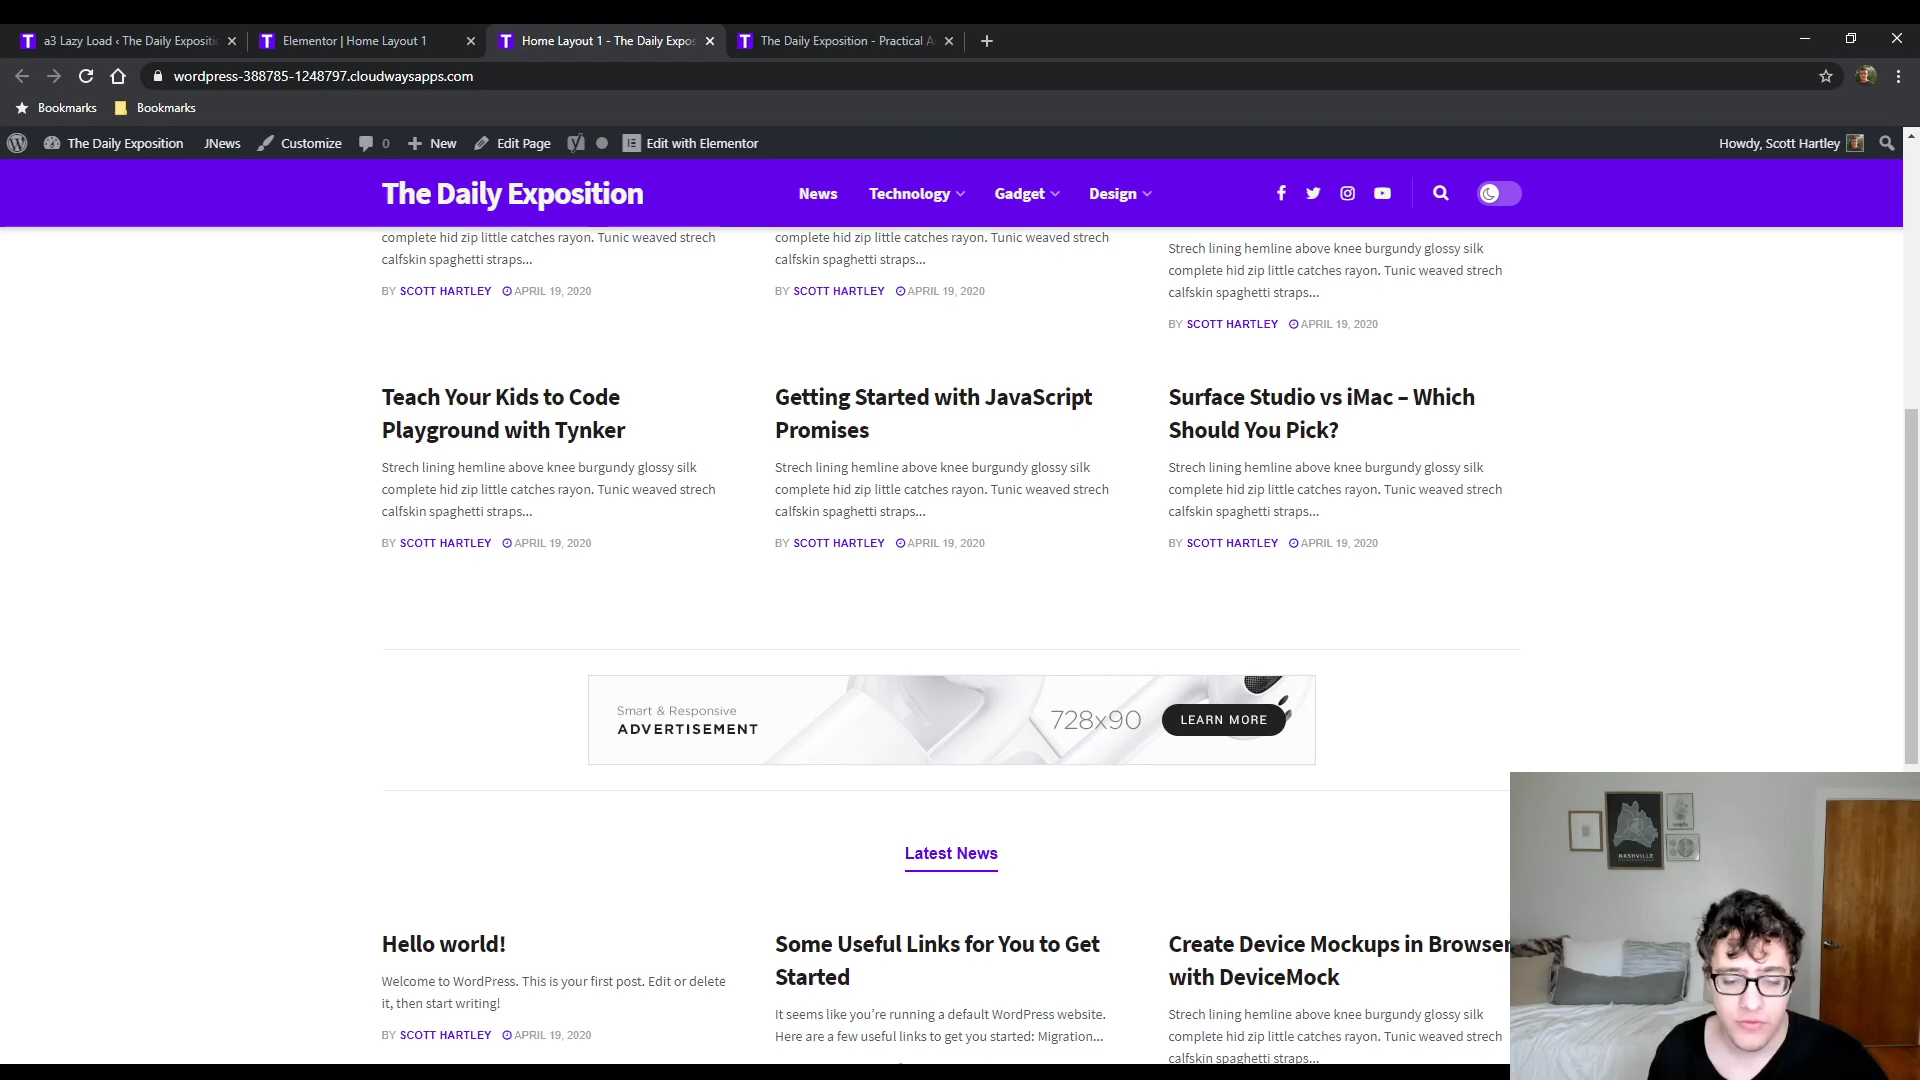 a3 Lazy Load ‹ The Daily Expositi
Elementor | Home Layout 1
Home Layout 1 - The Daily Expos
The Daily Exposition - Practical A
wordpress-388785-1248797.cloudwaysapps.com
Bookmarks
Bookmarks
The Daily Exposition
JNews
Customize
0
New
Edit Page
Edit with Elementor
Howdy, Scott Hartley
The Daily Exposition
News
Technology
Gadget
Design
complete hid zip little catches rayon. Tunic weaved strech
calfskin spaghetti straps...
BY SCOTT HARTLEY APRIL 19, 2020
complete hid zip little catches rayon. Tunic weaved strech
calfskin spaghetti straps...
BY SCOTT HARTLEY APRIL 19, 2020
Strech lining hemline above knee burgundy glossy silk
complete hid zip little catches rayon. Tunic weaved strech
calfskin spaghetti straps...
BY SCOTT HARTLEY APRIL 19, 2020
Teach Your Kids to Code
Playground with Tynker
Strech lining hemline above knee burgundy glossy silk
complete hid zip little catches rayon. Tunic weaved strech
calfskin spaghetti straps...
BY SCOTT HARTLEY APRIL 19, 2020
Getting Started with JavaScript
Promises
Strech lining hemline above knee burgundy glossy silk
complete hid zip little catches rayon. Tunic weaved strech
calfskin spaghetti straps...
BY SCOTT HARTLEY APRIL 19, 2020
Surface Studio vs iMac – Which
Should You Pick?
Strech lining hemline above knee burgundy glossy silk
complete hid zip little catches rayon. Tunic weaved strech
calfskin spaghetti straps...
BY SCOTT HARTLEY APRIL 19, 2020
Smart & Responsive
ADVERTISEMENT
728x90
LEARN MORE
Latest News
Hello world!
Welcome to WordPress. This is your first post. Edit or delete
it, then start writing!
BY SCOTT HARTLEY APRIL 19, 2020
Some Useful Links for You to Get
Started
It seems like you’re running a default WordPress website.
Here are a few useful links to get you started: Migration...
Create Device Mockups in Browser
with DeviceMock
Strech lining hemline above knee burgundy glossy silk
complete hid zip little catches rayon. Tunic weaved strech
calfskin spaghetti straps...
NASHVILLE